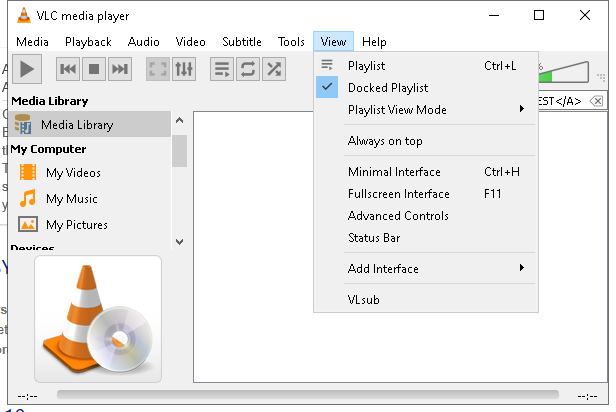 VLC media player
Media Playback Audio Video Subtitle Tools View Help
Playlist Ctrl+L
Docked Playlist
Playlist View Mode
Always on top
Minimal Interface Ctrl+H
Fullscreen Interface F11
Advanced Controls
Status Bar
Add Interface
VLsub
%
EST</A>
Media Library
Media Library
My Computer
My Videos
My Music
My Pictures
Devices
--:-- --:--